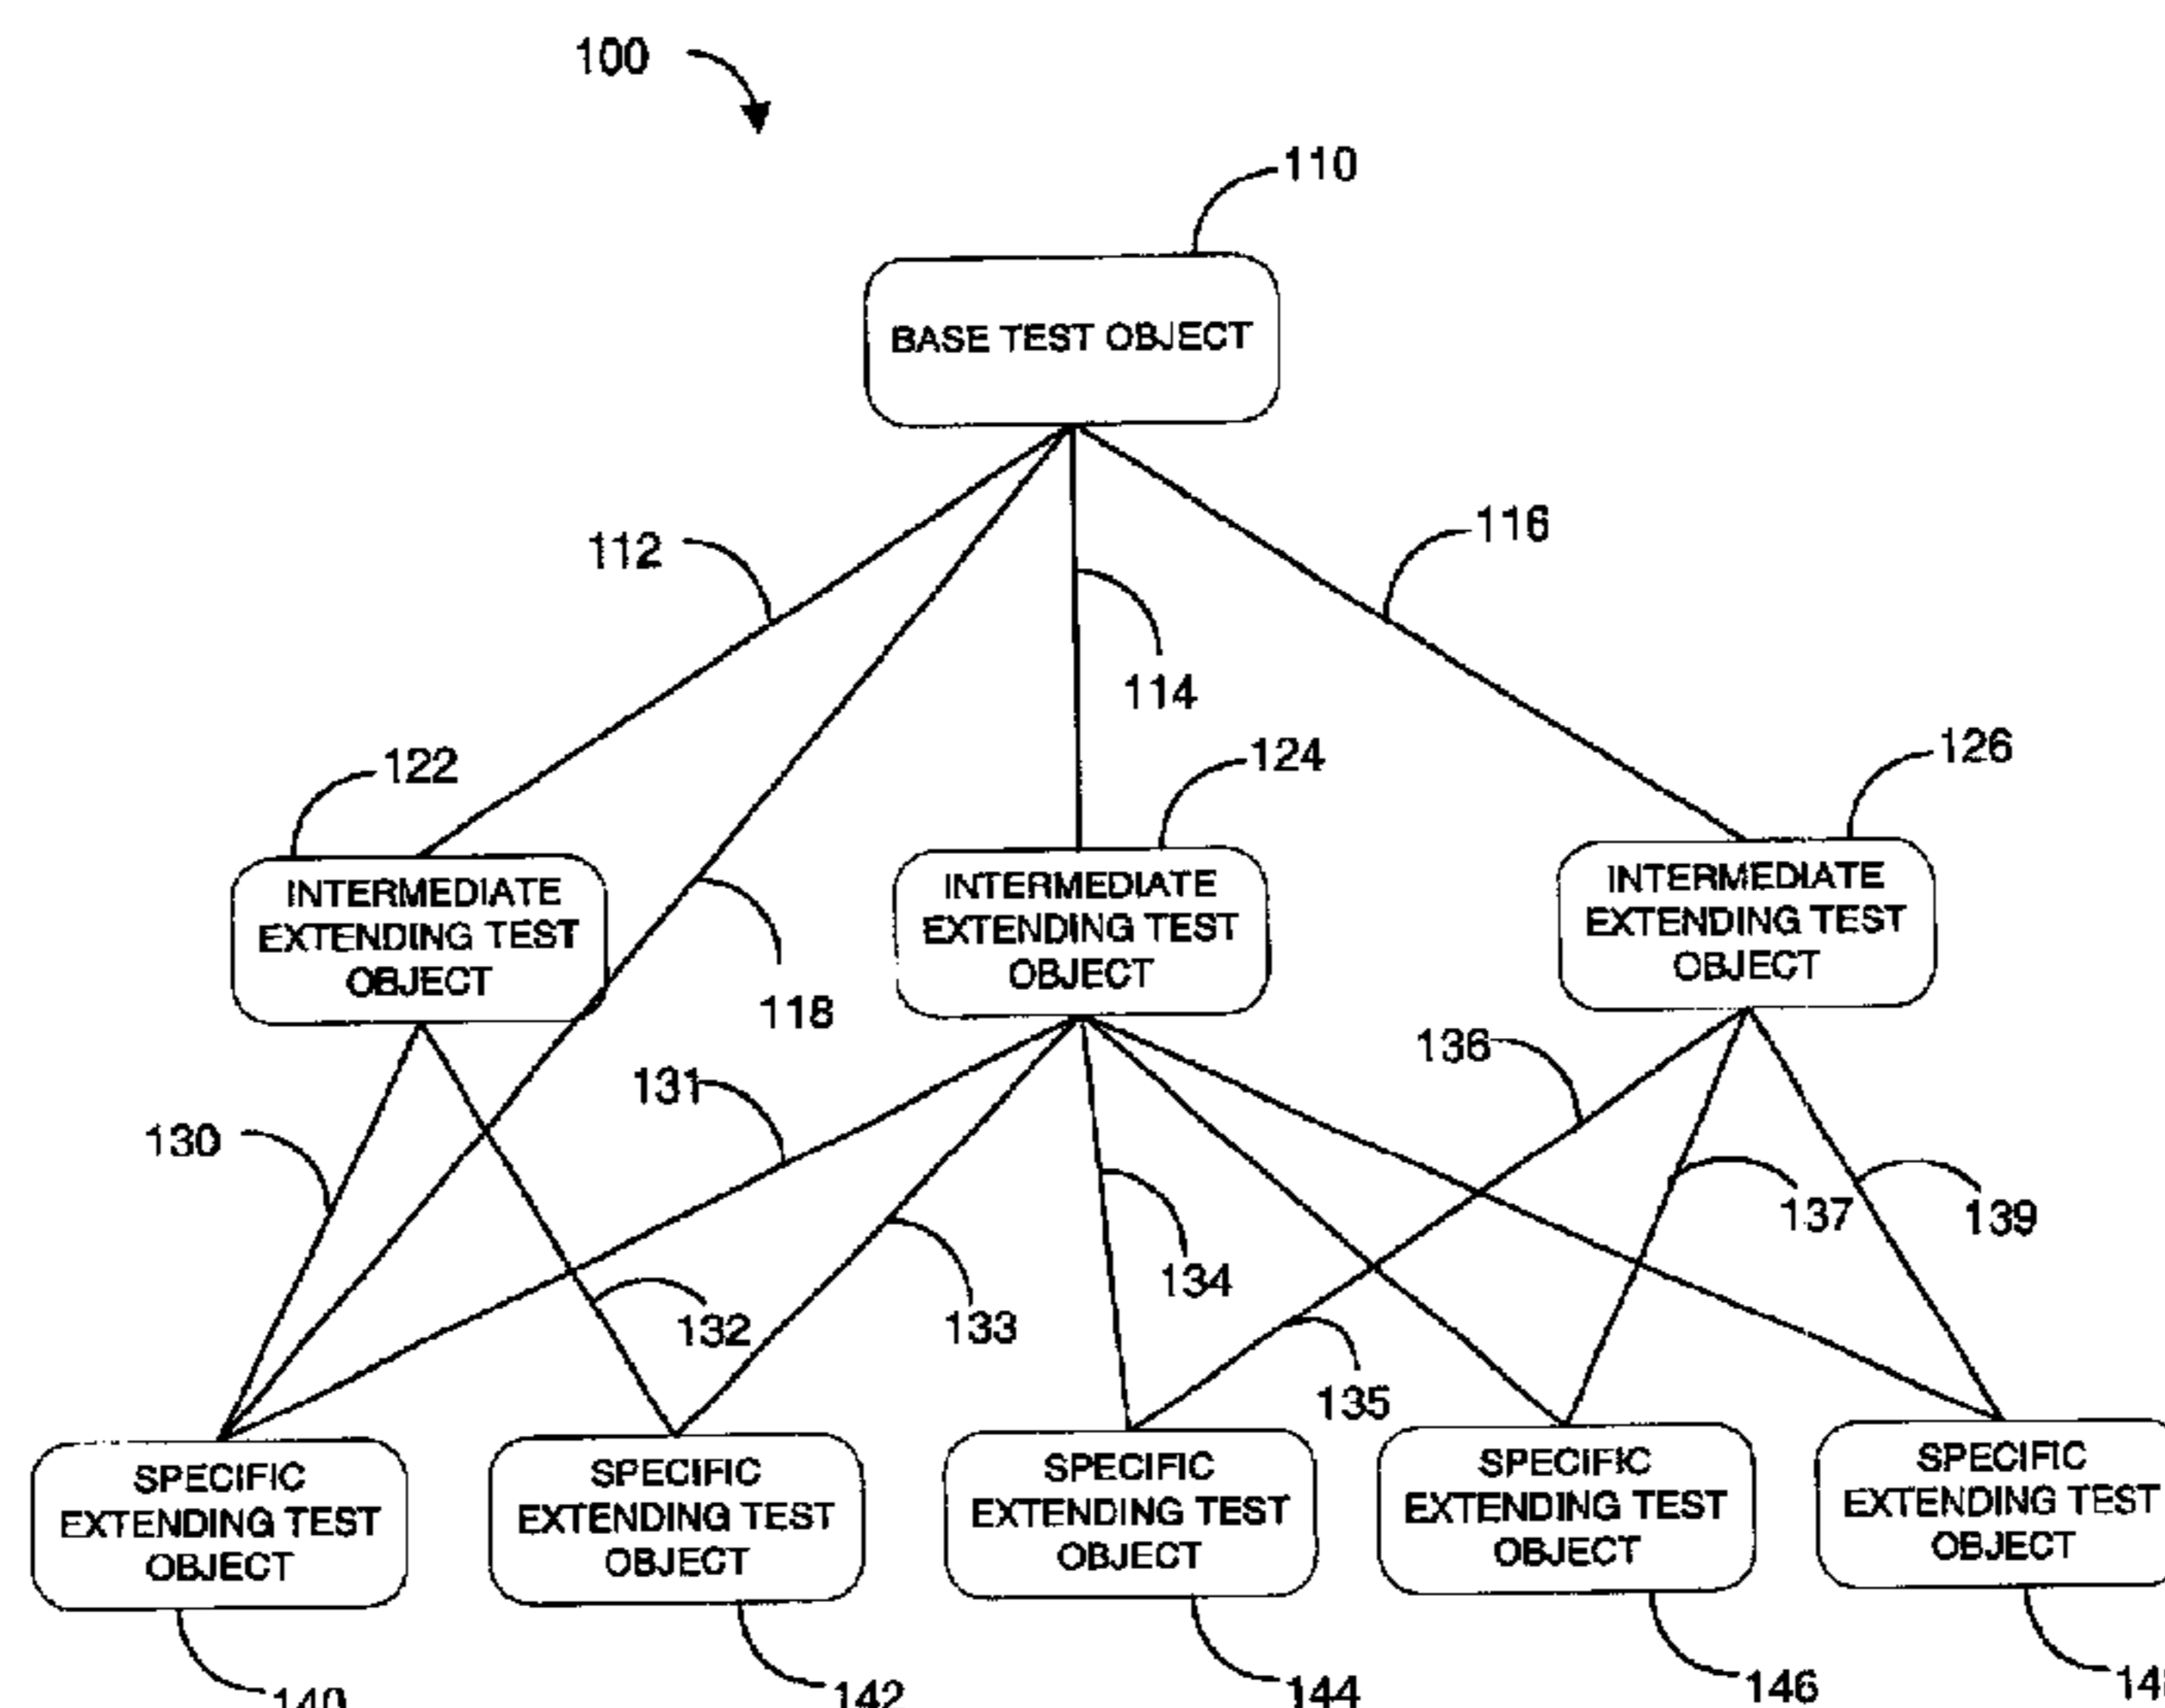 100
110
BASE TEST OBJECT
112
116
114
122
124
126
INTERMEDIATE
EXTENDING TEST
OBJECT
INTERMEDIATE
EXTENDING TEST
OBJECT
INTERMEDIATE
EXTENDING TEST
OBJECT
118
136
131
130
137
139
134
132
133
135
SPECIFIC
EXTENDING TEST
OBJECT
SPECIFIC
EXTENDING TEST
OBJECT
SPECIFIC
EXTENDING TEST
OBJECT
SPECIFIC
EXTENDING TEST
OBJECT
SPECIFIC
EXTENDING TEST
OBJECT
140
142
144
146